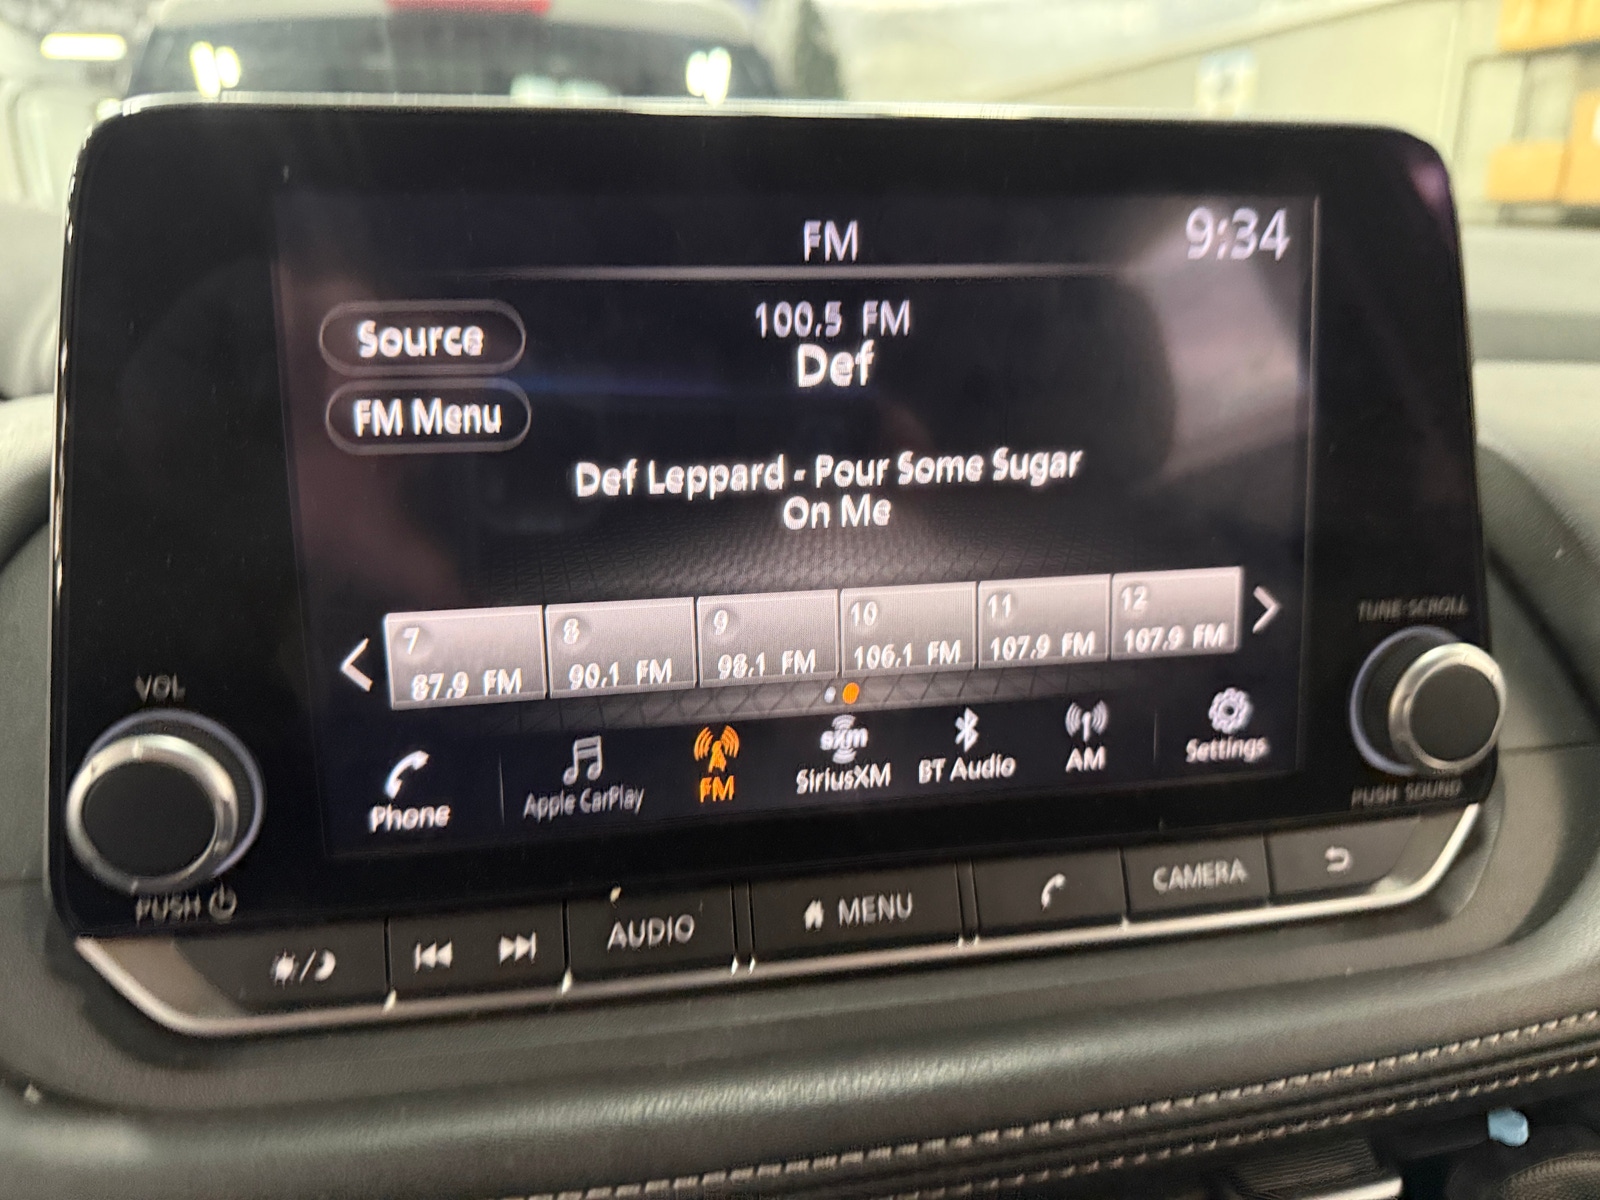 FM
9:34
100.5 FM
Def
Source
FM Menu
Def Leppard - Pour Some Sugar
On Me
7
87.9 FM
8
90.1 FM
9
98.1 FM
10
106.1 FM
11
107.9 FM
12
107.9 FM
VOL
PUSH
TUNE·SCROLL
PUSH SOUND
Phone
Apple CarPlay
FM
sxm
SiriusXM
BT Audio
AM
Settings
AUDIO
MENU
CAMERA